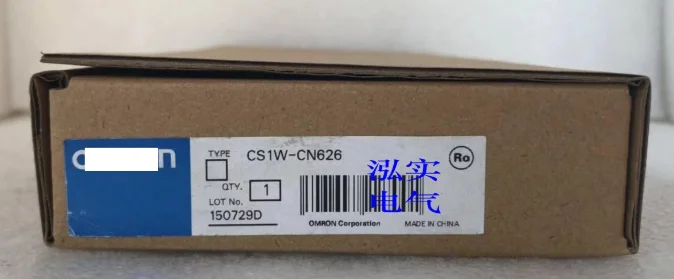 TYPE CS1W-CN626
QTY. 1
LOT No.
150729D
泓实
电气
Ro
OMRON Corporation
MADE IN CHINA